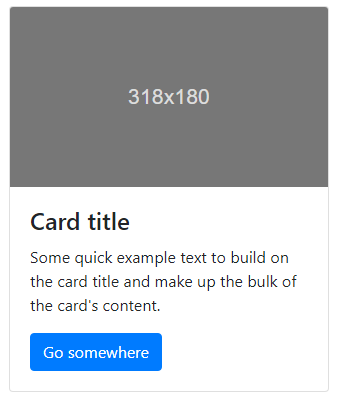 318x180
Card title
Some quick example text to build on
the card title and make up the bulk of
the card's content.
Go somewhere